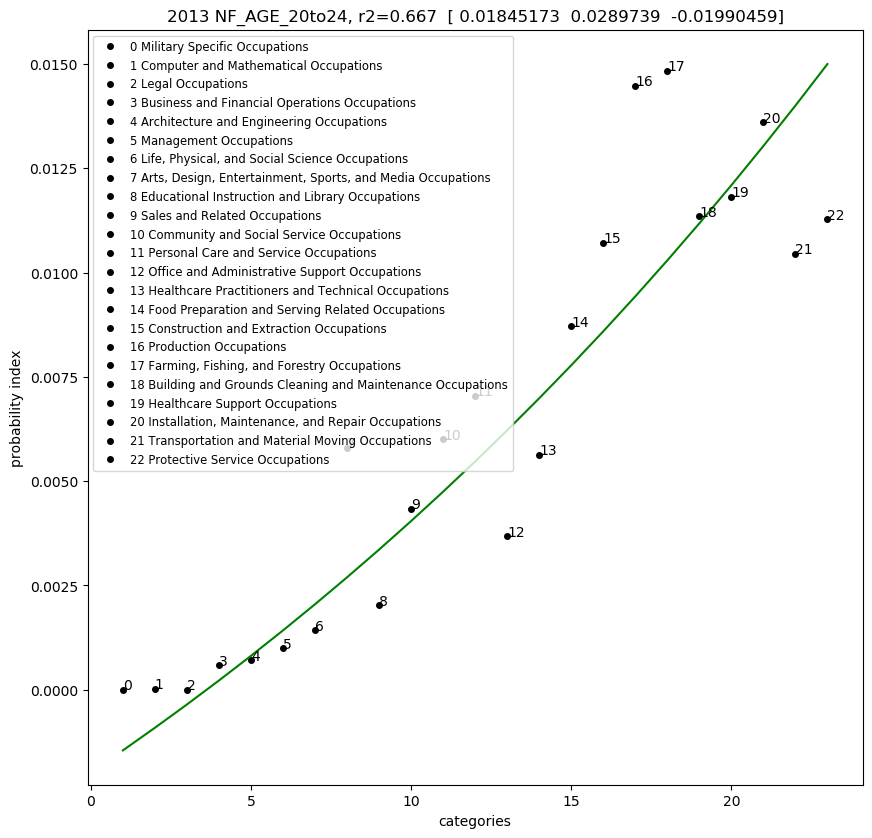 2013 NF_AGE_20to24, r2=0.667 [ 0.01845173 0.0289739 -0.01990459]
0.0150
0.0125
0.0100
0.0075
0.0050
0.0025
0.0000
probability index
0 Military Specific Occupations
1 Computer and Mathematical Occupations
2 Legal Occupations
3 Business and Financial Operations Occupations
4 Architecture and Engineering Occupations
5 Management Occupations
6 Life, Physical, and Social Science Occupations
7 Arts, Design, Entertainment, Sports, and Media Occupations
8 Educational Instruction and Library Occupations
9 Sales and Related Occupations
10 Community and Social Service Occupations
11 Personal Care and Service Occupations
12 Office and Administrative Support Occupations
13 Healthcare Practitioners and Technical Occupations
14 Food Preparation and Serving Related Occupations
15 Construction and Extraction Occupations
16 Production Occupations
17 Farming, Fishing, and Forestry Occupations
18 Building and Grounds Cleaning and Maintenance Occupations
19 Healthcare Support Occupations
20 Installation, Maintenance, and Repair Occupations
21 Transportation and Material Moving Occupations
22 Protective Service Occupations
0
1
2
3
4
5
6
8
9
10
11
12
13
14
15
16
17
18
19
20
21
22
0
5
10
15
20
categories